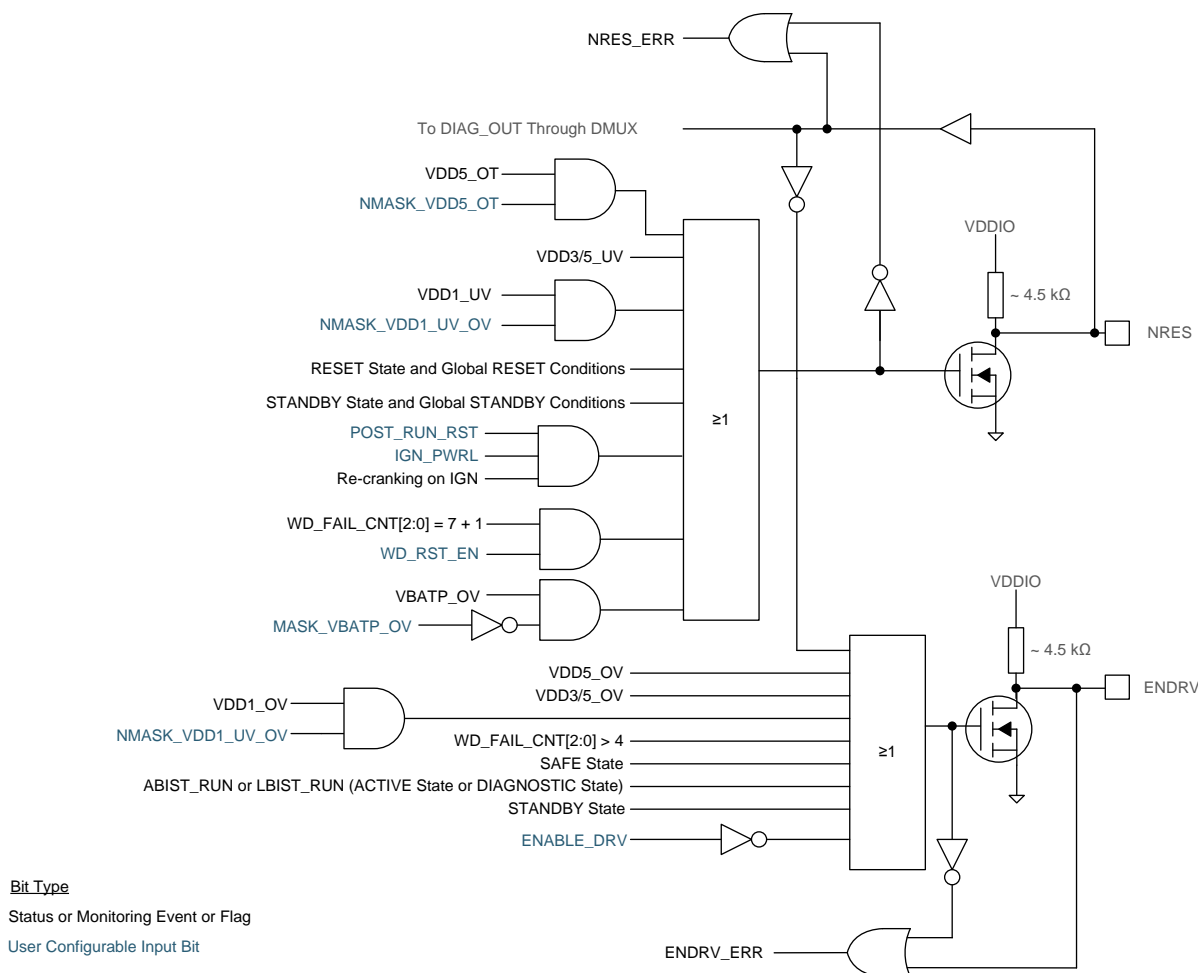 NRES_ERR
To DIAG_OUT Through DMUX
VDD5_OT
NMASK_VDD5_OT
VDDIO
VDD3/5_UV
~ 4.5 kΩ
VDD1_UV
NMASK_VDD1_UV_OV
NRES
RESET State and Global RESET Conditions
STANDBY State and Global STANDBY Conditions
≥1
POST_RUN_RST
IGN_PWRL
Re-cranking on IGN
WD_FAIL_CNT[2:0] = 7 + 1
WD_RST_EN
VBATP_OV
MASK_VBATP_OV
VDDIO
~ 4.5 kΩ
VDD5_OV
VDD3/5_OV
ENDRV
VDD1_OV
NMASK_VDD1_UV_OV
WD_FAIL_CNT[2:0] > 4
≥1
SAFE State
ABIST_RUN or LBIST_RUN (ACTIVE State or DIAGNOSTIC State)
STANDBY State
ENABLE_DRV
Bit Type
Status or Monitoring Event or Flag
User Configurable Input Bit
ENDRV_ERR